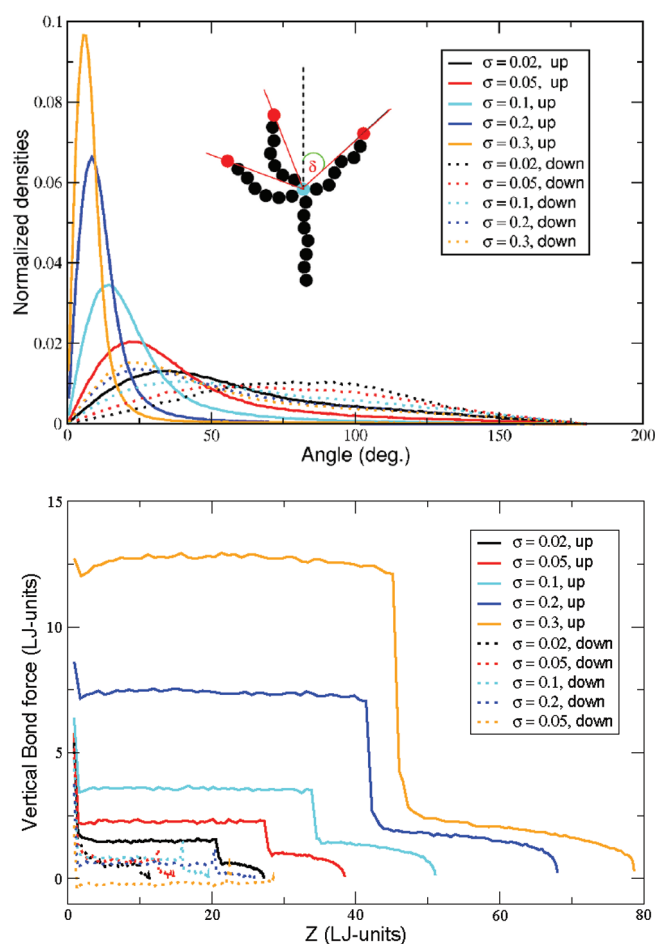 0.1
0.08
0.06
0.04
0.02
0
Normalized densities
σ = 0.02, up
σ = 0.05, up
σ = 0.1, up
σ = 0.2, up
σ = 0.3, up
σ = 0.02, down
σ = 0.05, down
σ = 0.1, down
σ = 0.2, down
σ = 0.3, down
δ
0 50 100 150 200
Angle (deg.)
15
10
5
0
Vertical Bond force (LJ-units)
σ = 0.02, up
σ = 0.05, up
σ = 0.1, up
σ = 0.2, up
σ = 0.3, up
σ = 0.02, down
σ = 0.05, down
σ = 0.1, down
σ = 0.2, down
σ = 0.05, down
0 20 40 60 80
Z (LJ-units)